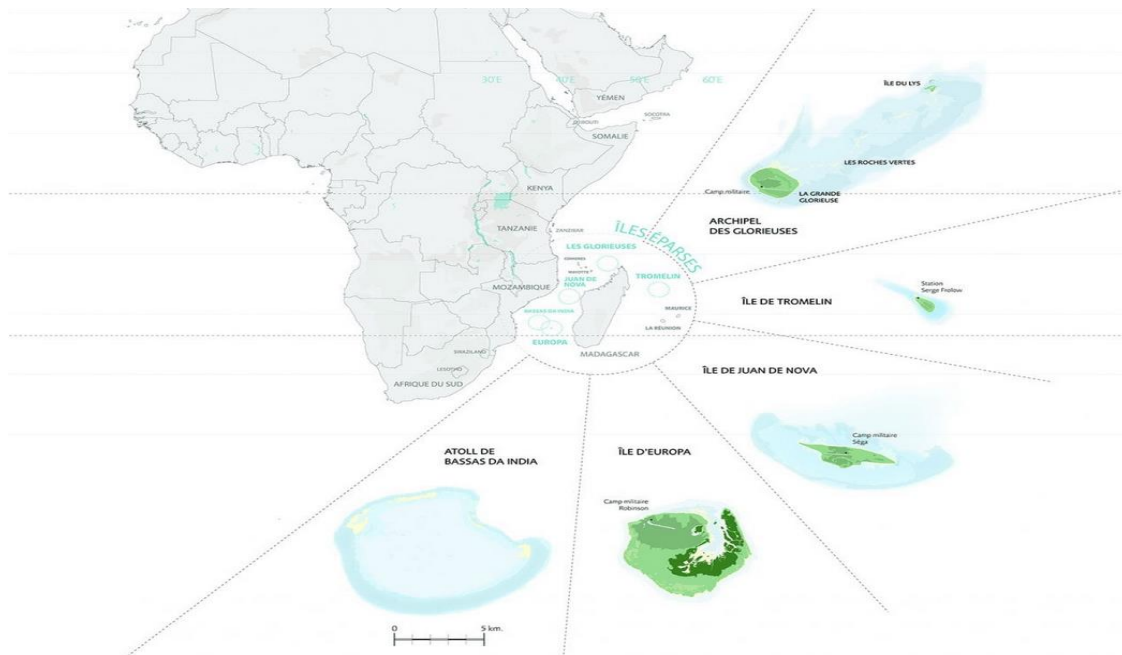 30°E
40°E
50°E
60°E
YÉMEN
DJIBOUTI
SOCOTRA
SOMALIE
KENYA
TANZANIE
ZANZIBAR
ÎLES ÉPARSES
LES GLORIEUSES
COMORES
MAYOTTE
JUAN DE
NOVA
TROMELIN
MOZAMBIQUE
MAURICE
BASSAS DA INDIA
LA RÉUNION
EUROPA
SWAZILAND
MADAGASCAR
LESOTHO
AFRIQUE DU SUD
ÎLE DU LYS
LES ROCHES VERTES
Camp militaire
LA GRANDE
GLORIEUSE
ARCHIPEL
DES GLORIEUSES
Station
Serge Frolow
ÎLE DE TROMELIN
ÎLE DE JUAN DE NOVA
Camp militaire
Séga
ÎLE D'EUROPA
Camp militaire
Robinson
ATOLL DE
BASSAS DA INDIA
0
5 km.